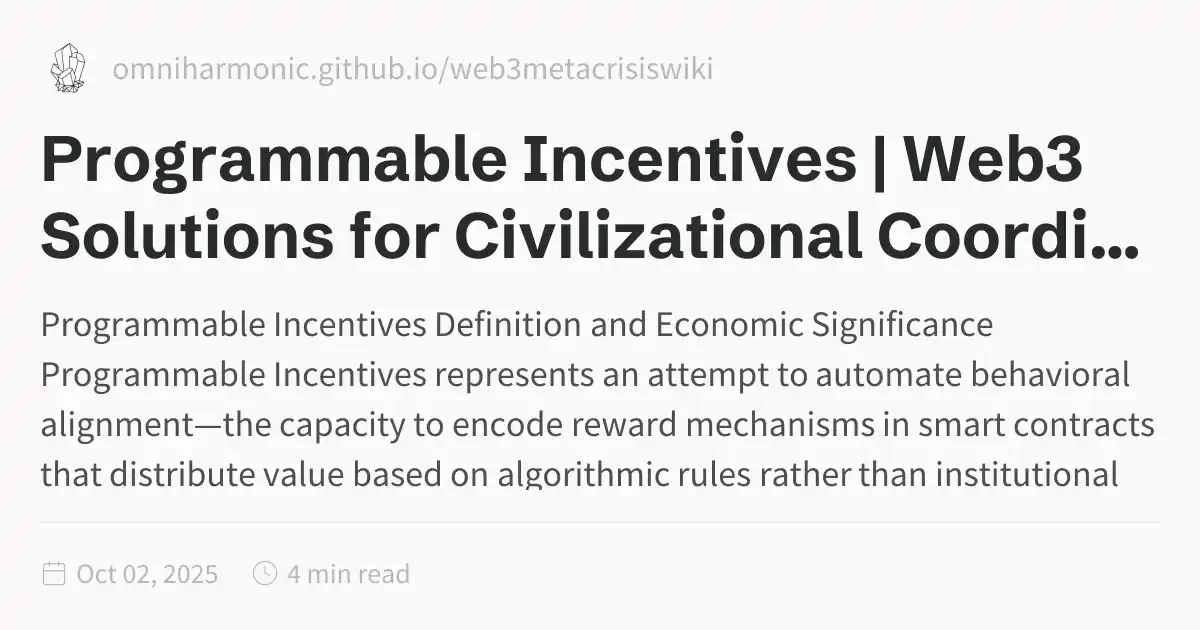 omniharmonic.github.io/web3metacrisiswiki
Programmable Incentives | Web3
Solutions for Civilizational Coordi...
Programmable Incentives Definition and Economic Significance
Programmable Incentives represents an attempt to automate behavioral
alignment—the capacity to encode reward mechanisms in smart contracts
that distribute value based on algorithmic rules rather than institutional
Oct 02, 2025
4 min read